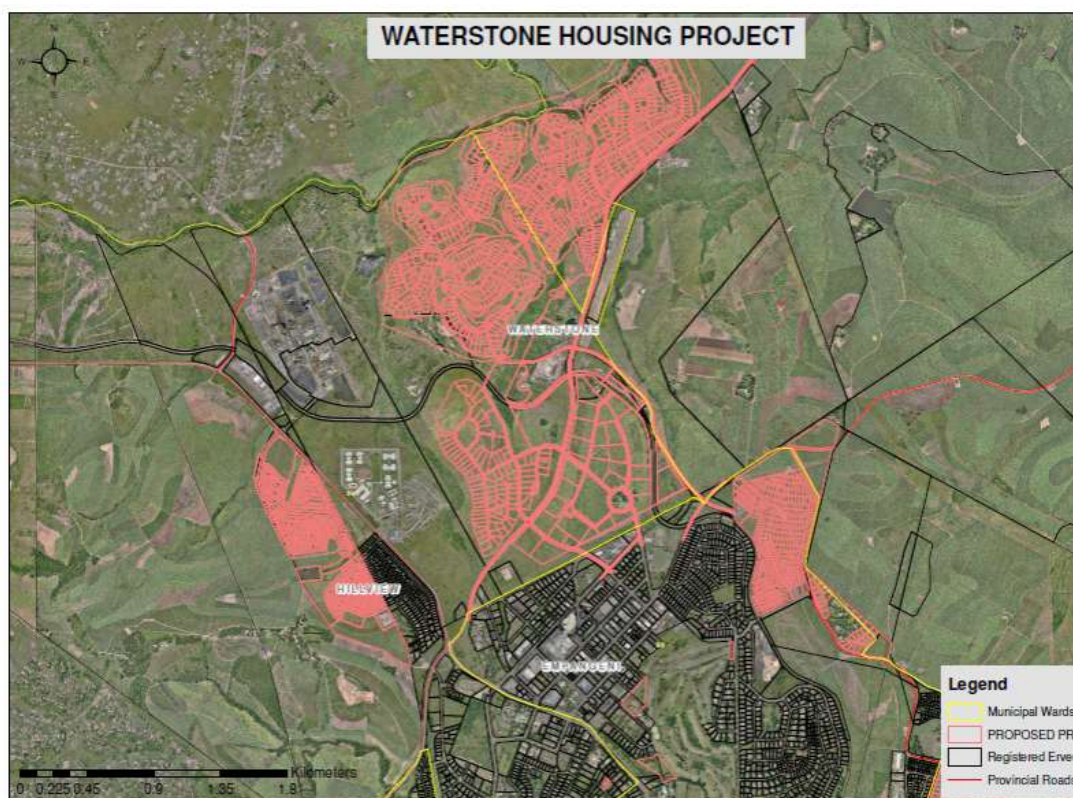 WATERSTONE HOUSING PROJECT
N
W E
S
WATERSTONE
HILLVIEW
EMPANGENI
Legend
Municipal Wards
PROPOSED PR
Registered Erve
Provincial Roads
Kilometers
0 0.225 0.45 0.9 1.35 1.8